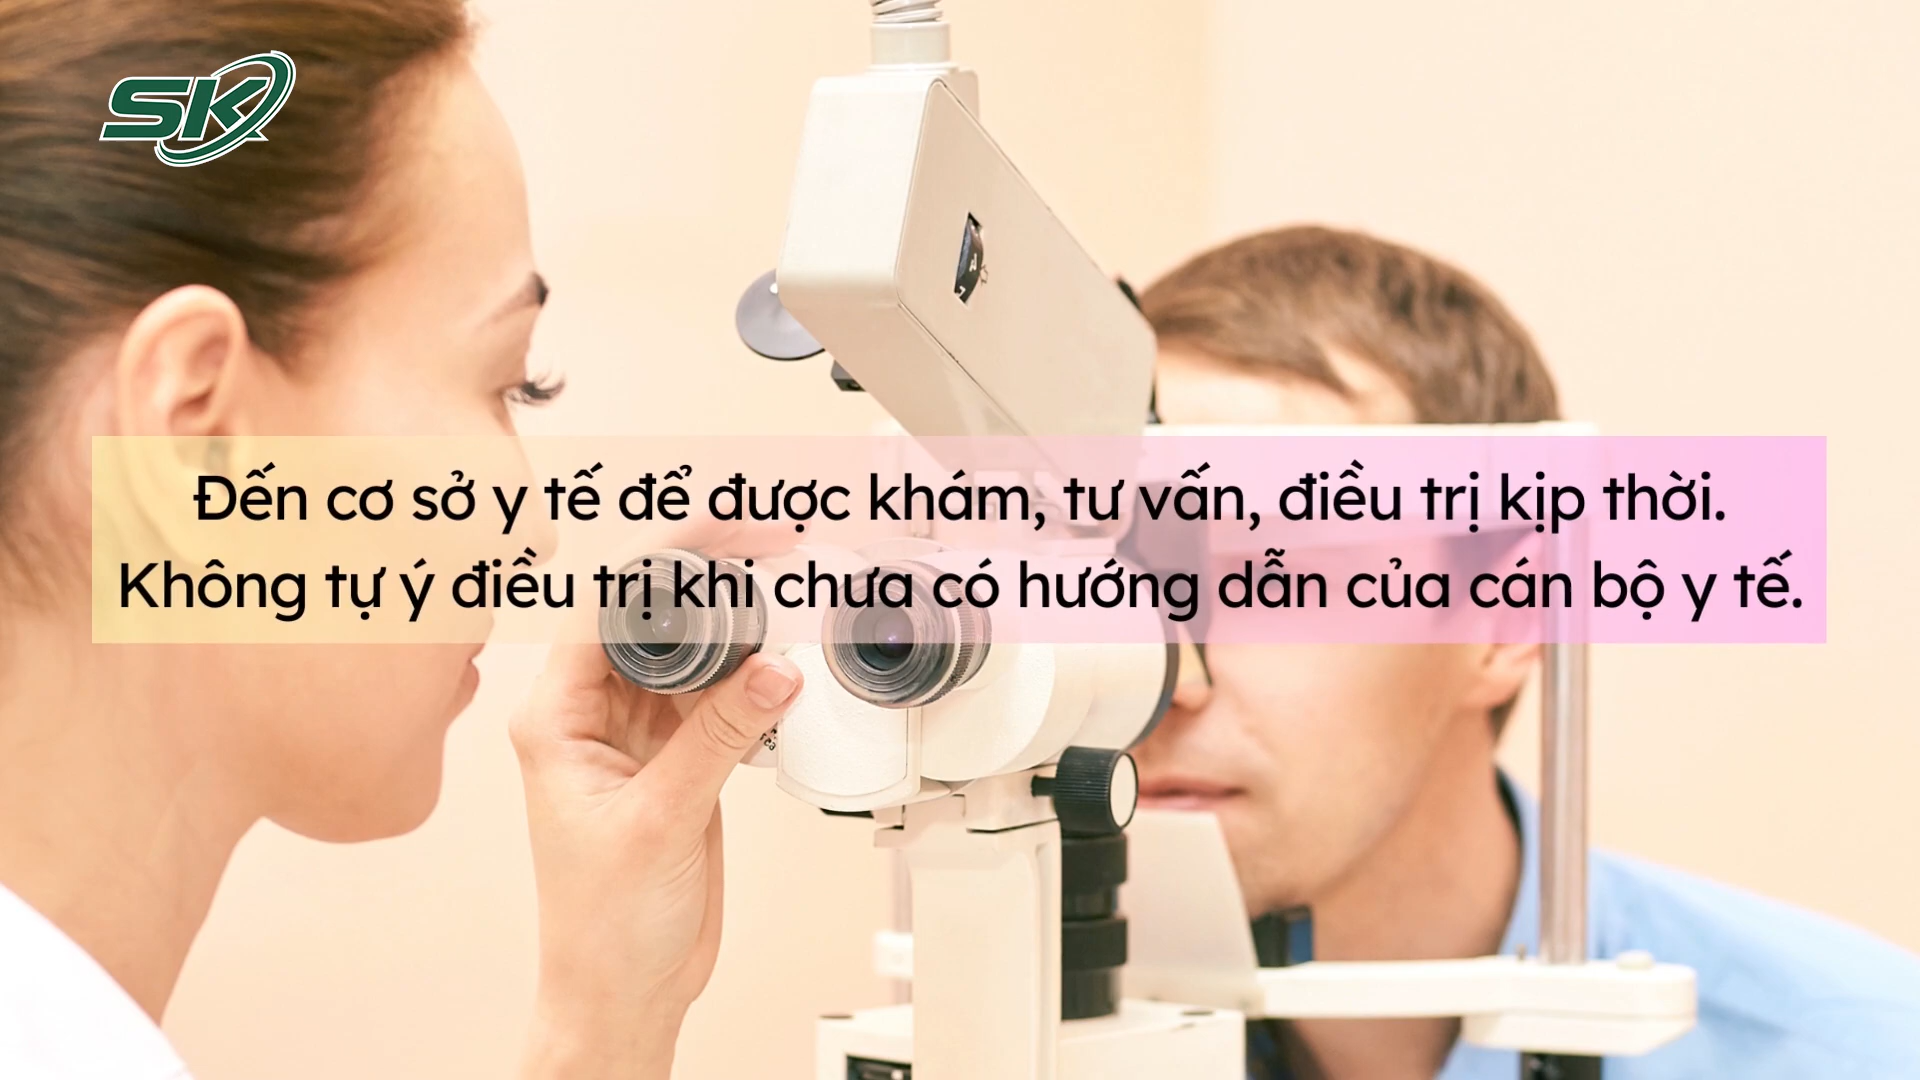 SK
Đến cơ sở y tế để được khám, tư vấn, điều trị kịp thời.
Không tự ý điều trị khi chưa có hướng dẫn của cán bộ y tế.